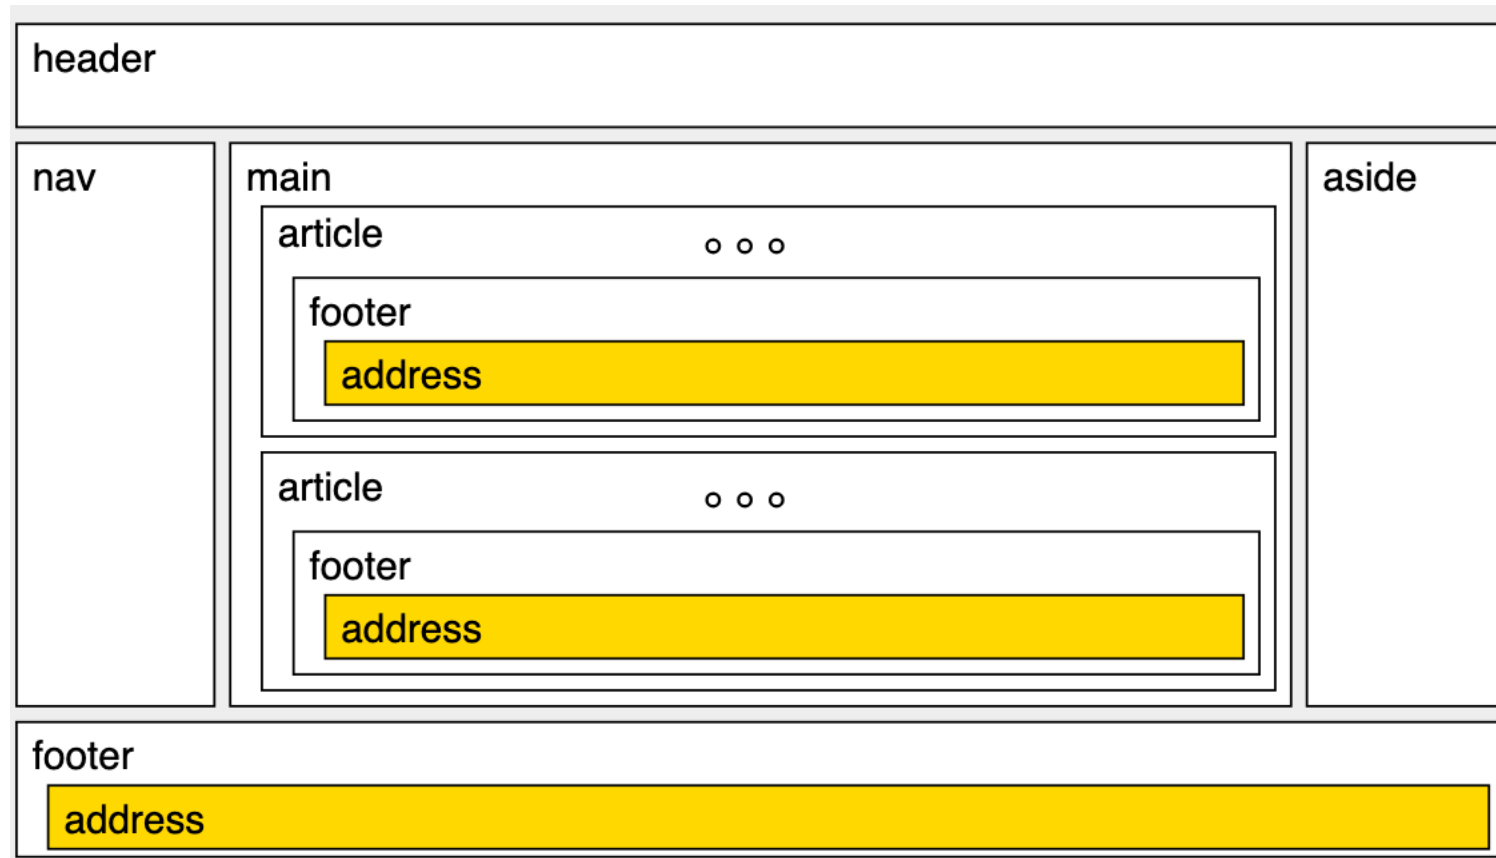 header
nav
main
aside
article
footer
address
article
footer
address
footer
address